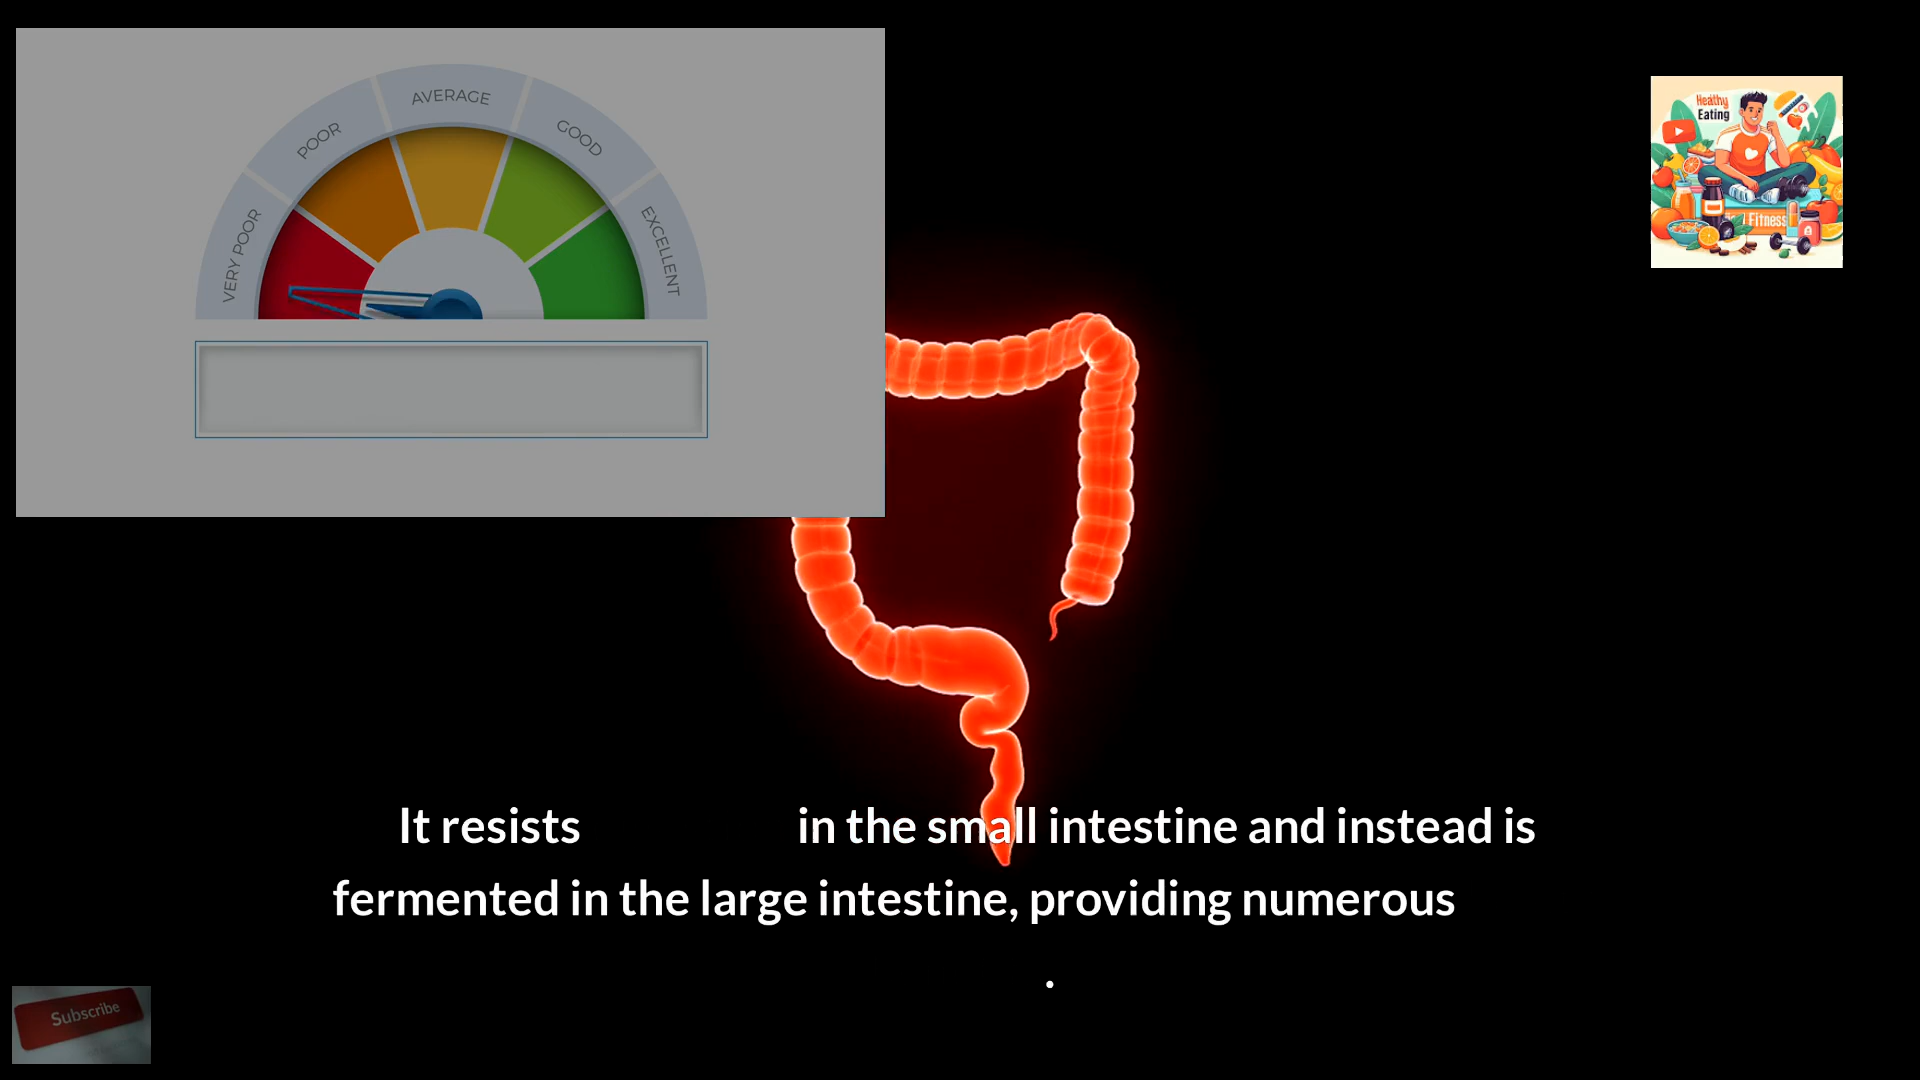 VERY POOR
POOR
AVERAGE
GOOD
EXCELLENT
Healthy
Eating
Fitness
It resists in the small intestine and instead is
fermented in the large intestine, providing numerous
.
Subscribe